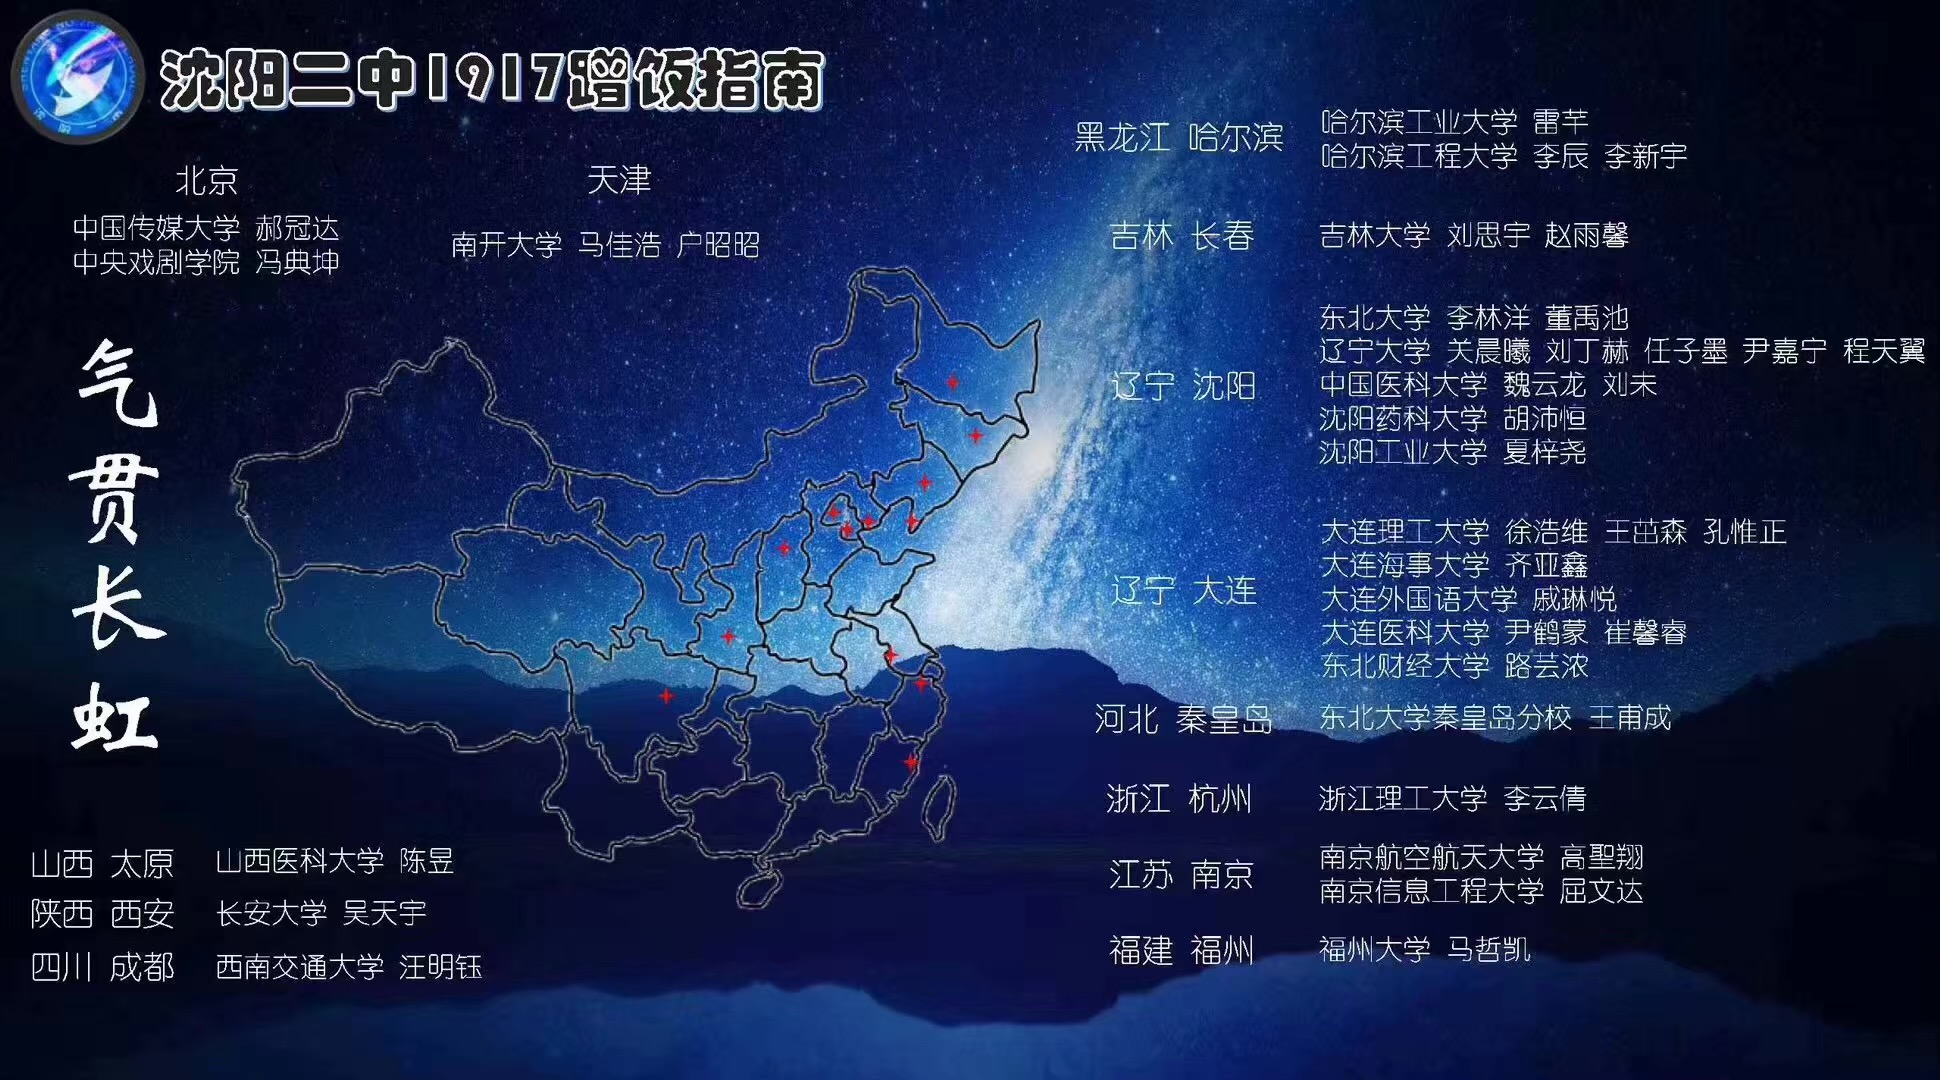 沈阳二中1917蹭饭指南
北京
中国传媒大学 郝冠达
中央戏剧学院 冯典坤
天津
南开大学 马佳浩 户昭昭
气贯长虹
山西 太原 山西医科大学 陈昱
陕西 西安 长安大学 吴天宇
四川 成都 西南交通大学 汪明钰
黑龙江 哈尔滨
哈尔滨工业大学 雷芊
哈尔滨工程大学 李辰 李新宇
吉林 长春 吉林大学 刘思宇 赵雨馨
辽宁 沈阳
东北大学 李林洋 董禹池
辽宁大学 关晨曦 刘丁赫 任子墨 尹嘉宁 程天翼
中国医科大学 魏云龙 刘未
沈阳药科大学 胡沛恒
沈阳工业大学 夏梓尧
辽宁 大连
大连理工大学 徐浩维 王茁森 孔惟正
大连海事大学 齐亚鑫
大连外国语大学 戚琳悦
大连医科大学 尹鹤蒙 崔馨睿
东北财经大学 路芸浓
河北 秦皇岛 东北大学秦皇岛分校 王甫成
浙江 杭州 浙江理工大学 李云倩
江苏 南京
南京航空航天大学 高聖翔
南京信息工程大学 屈文达
福建 福州 福州大学 马哲凯